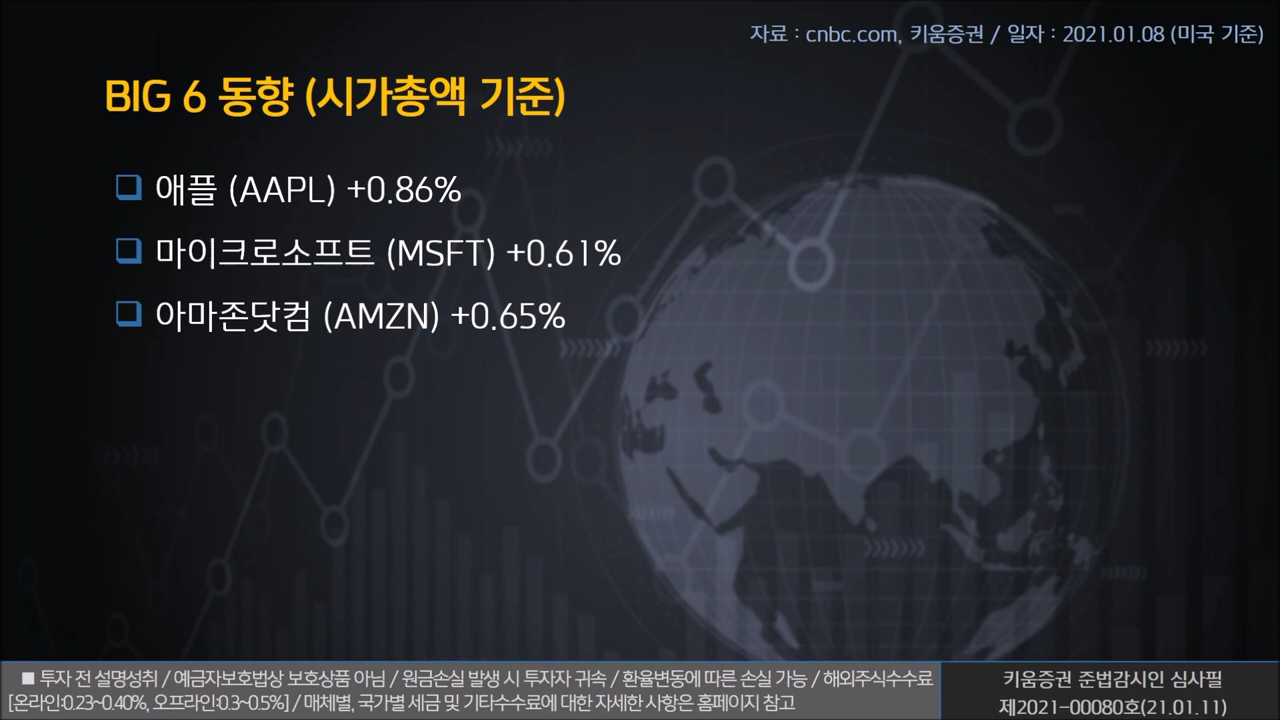 자료 : cnbc.com, 키움증권 / 일자 : 2021.01.08 (미국 기준)
BIG 6 동향 (시가총액 기준)
애플 (AAPL) +0.86%
마이크로소프트 (MSFT) +0.61%
아마존닷컴 (AMZN) +0.65%
■ 투자 전 설명성취 / 예금자보호법상 보호상품 아님 / 원금손실 발생 시 투자자 귀속 / 환율변동에 따른 손실 가능 / 해외주식수수료
[온라인:0.23~0.40%, 오프라인:0.3~0.5%] / 매체별, 국가별 세금 및 기타수수료에 대한 자세한 사항은 홈페이지 참고
키움증권 준법감시인 심사필
제2021-00080호(21.01.11)